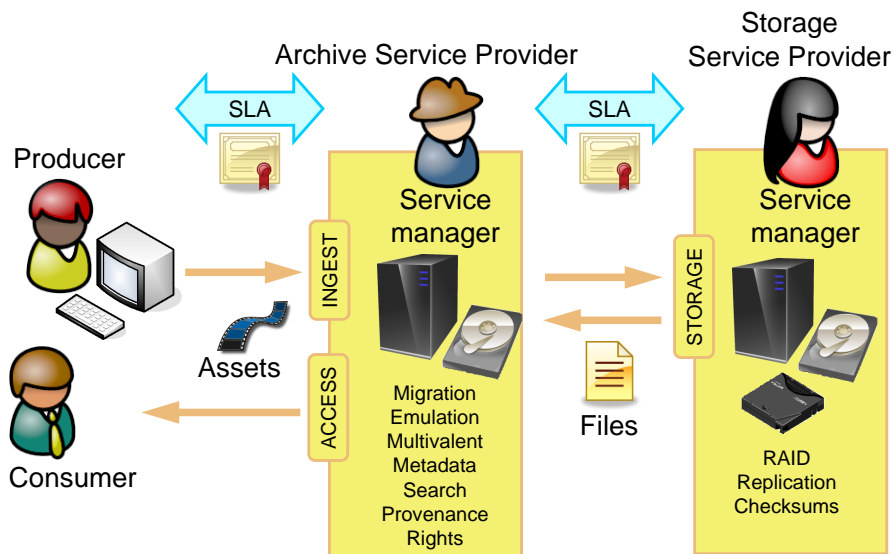 Storage
Service Provider
Archive Service Provider
SLA
SLA
Producer
Service
manager
Service
manager
INGEST
STORAGE
Assets
ACCESS
Files
Consumer
Migration
Emulation
Multivalent
Metadata
Search
Provenance
Rights
RAID
Replication
Checksums